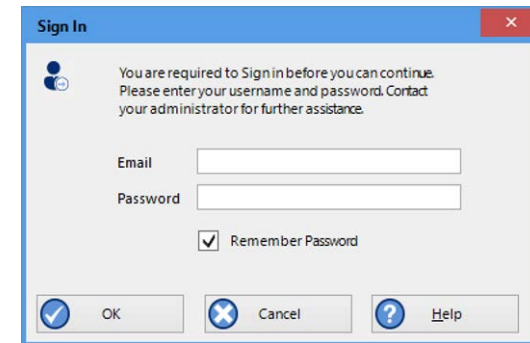 Sign In
You are required to Sign in before you can continue.
Please enter your username and password. Contact
your administrator for further assistance.
Email
Password
Remember Password
OK
Cancel
Help